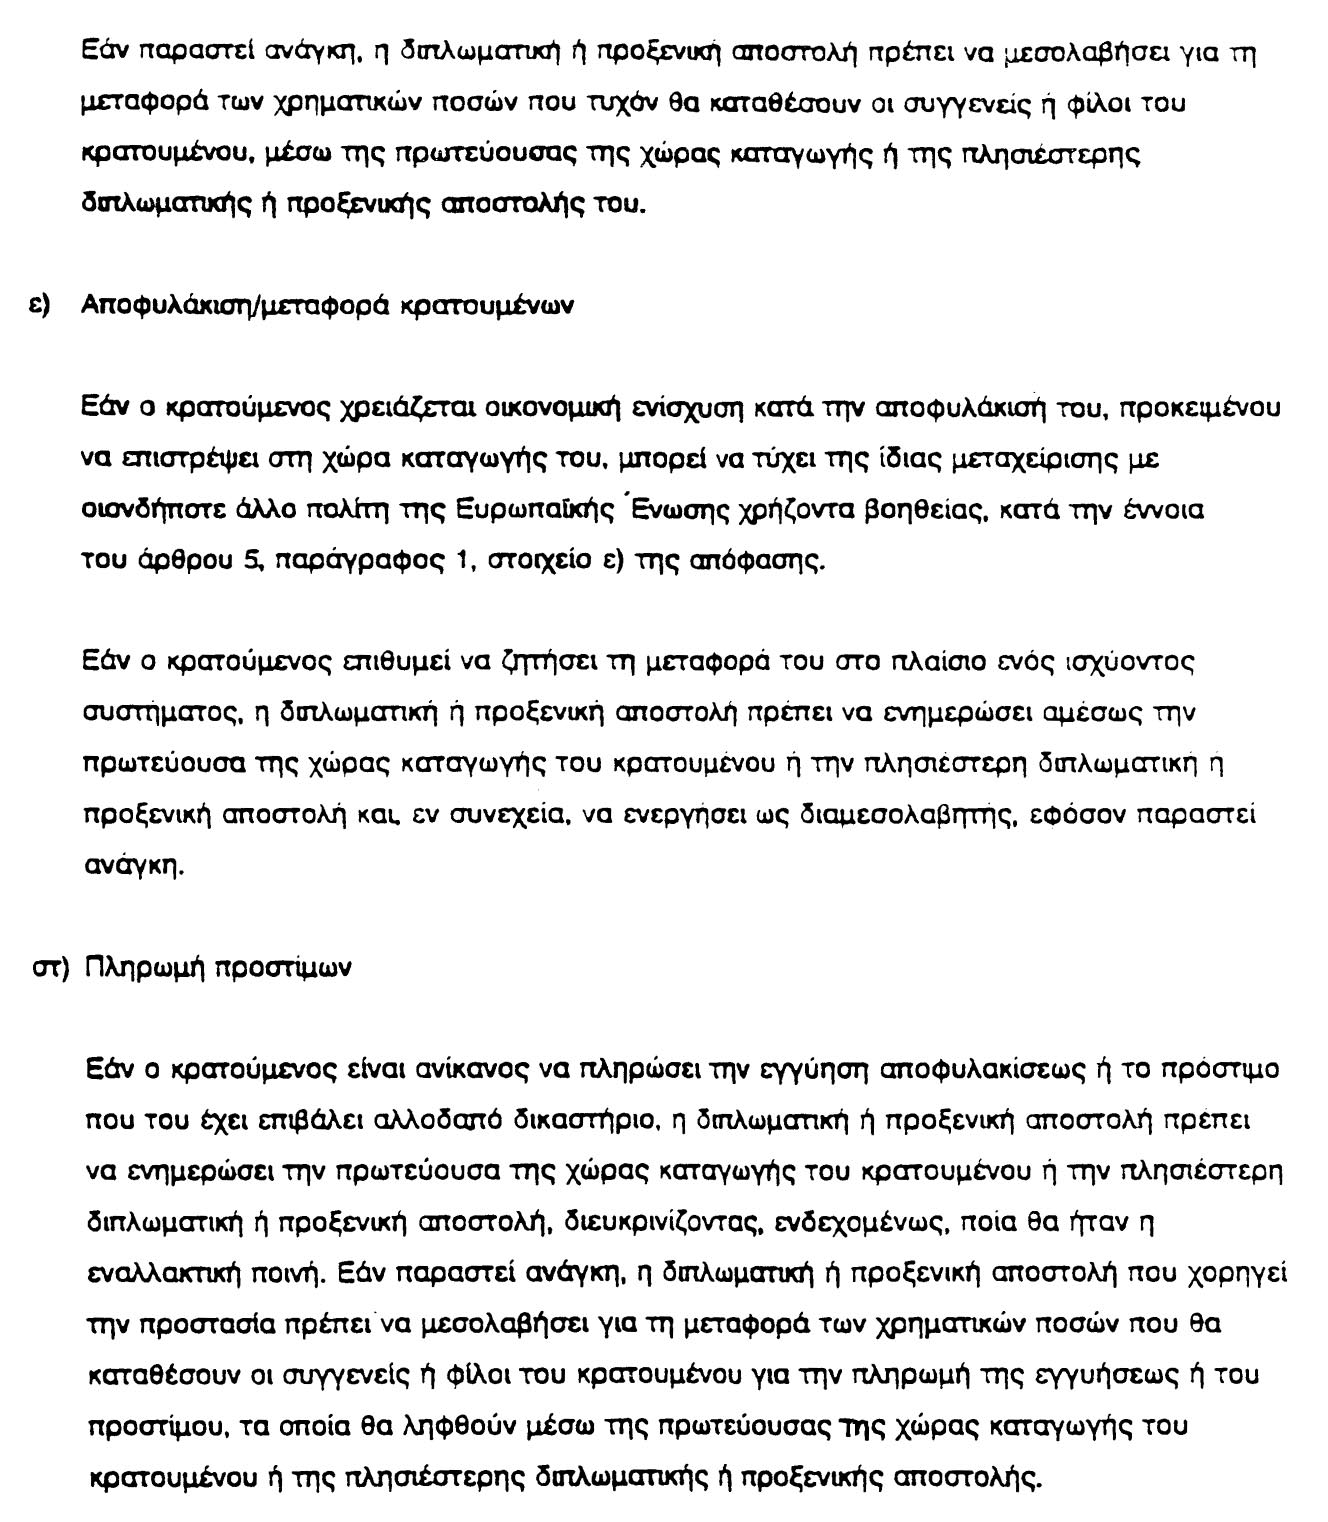 Εάν παραστεί ανάγκη, η διπλωματική ή προξενική αποστολή πρέπει να μεσολαβήσει για τη
μεταφορά των χρηματικών ποσών που τυχόν θα καταθέσουν οι συγγενείς ή φίλοι του
κρατουμένου, μέσω της πρωτεύουσας της χώρας καταγωγής ή της πλησιέστερης
διπλωματικής ή προξενικής αποστολής του.
ε) Αποφυλάκιση/μεταφορά κρατουμένων
Εάν ο κρατούμενος χρειάζεται οικονομική ενίσχυση κατά την αποφυλάκισή του, προκειμένου
να επιστρέψει στη χώρα καταγωγής του, μπορεί να τύχει της ίδιας μεταχείρισης με
οιονδήποτε άλλο πολίτη της Ευρωπαϊκής Ένωσης χρήζοντα βοηθείας, κατά την έννοια
του άρθρου 5, παράγραφος 1, στοιχείο ε) της απόφασης.
Εάν ο κρατούμενος επιθυμεί να ζητήσει τη μεταφορά του στο πλαίσιο ενός ισχύοντος
συστήματος, η διπλωματική ή προξενική αποστολή πρέπει να ενημερώσει αμέσως την
πρωτεύουσα της χώρας καταγωγής του κρατουμένου ή την πλησιέστερη διπλωματική ή
προξενική αποστολή και, εν συνεχεία, να ενεργήσει ως διαμεσολαβητής, εφόσον παραστεί
ανάγκη.
στ) Πληρωμή προστίμων
Εάν ο κρατούμενος είναι ανίκανος να πληρώσει την εγγύηση αποφυλακίσεως ή το πρόστιμο
που του έχει επιβάλει αλλοδαπό δικαστήριο, η διπλωματική ή προξενική αποστολή πρέπει
να ενημερώσει την πρωτεύουσα της χώρας καταγωγής του κρατουμένου ή την πλησιέστερη
διπλωματική ή προξενική αποστολή, διευκρινίζοντας, ενδεχομένως, ποία θα ήταν η
εναλλακτική ποινή. Εάν παραστεί ανάγκη, η διπλωματική ή προξενική αποστολή που χορηγεί
την προστασία πρέπει να μεσολαβήσει για τη μεταφορά των χρηματικών ποσών που θα
καταθέσουν οι συγγενείς ή φίλοι του κρατουμένου για την πληρωμή της εγγυήσεως ή του
προστίμου, τα οποία θα ληφθούν μέσω της πρωτεύουσας της χώρας καταγωγής του
κρατουμένου ή της πλησιέστερης διπλωματικής ή προξενικής αποστολής.